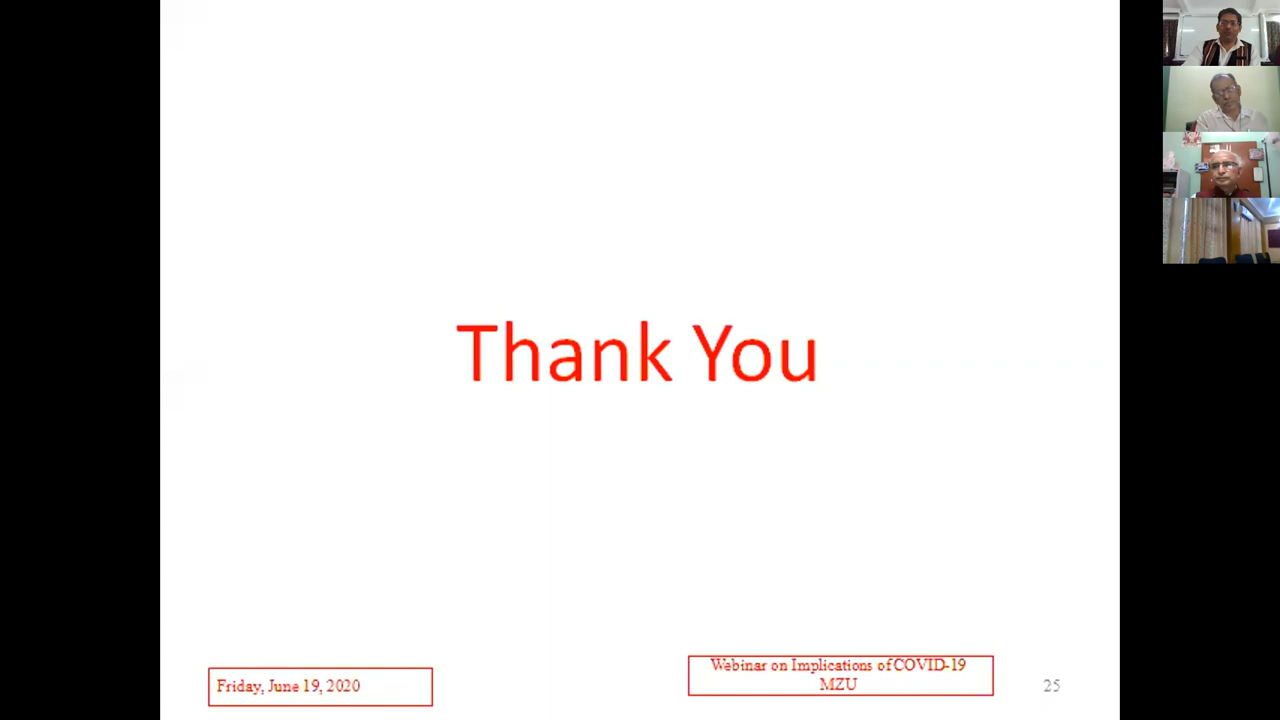 Thank You
Friday, June 19, 2020
Webinar on Implications of COVID-19
MZU
25